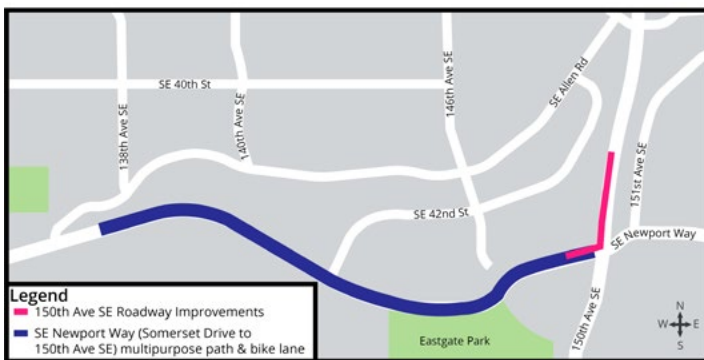 SE 40th St
138th Ave SE
140th Ave SE
146th Ave SE
SE Allen Rd
151st Ave SE
SE 42nd St
SE Newport Way
150th Ave SE
Eastgate Park
N
W E
S
Legend
150th Ave SE Roadway Improvements
SE Newport Way (Somerset Drive to
150th Ave SE) multipurpose path & bike lane